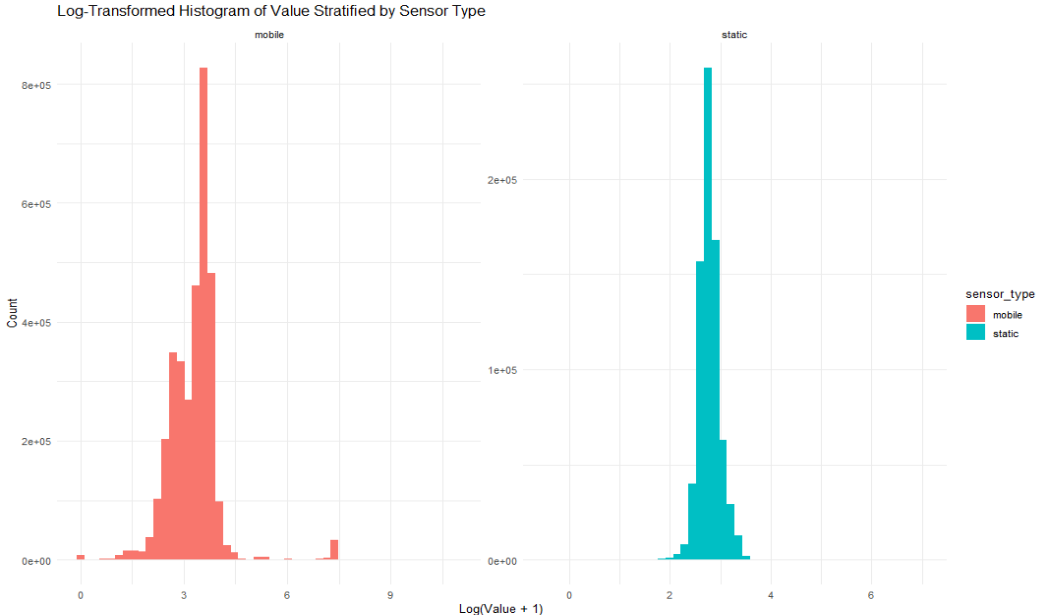 Log-Transformed Histogram of Value Stratified by Sensor Type
mobile
static
8e+05
6e+05
4e+05
2e+05
0e+00
2e+05
1e+05
0e+00
Count
0 3 6 9
0 2 4 6
Log(Value + 1)
sensor_type
mobile
static